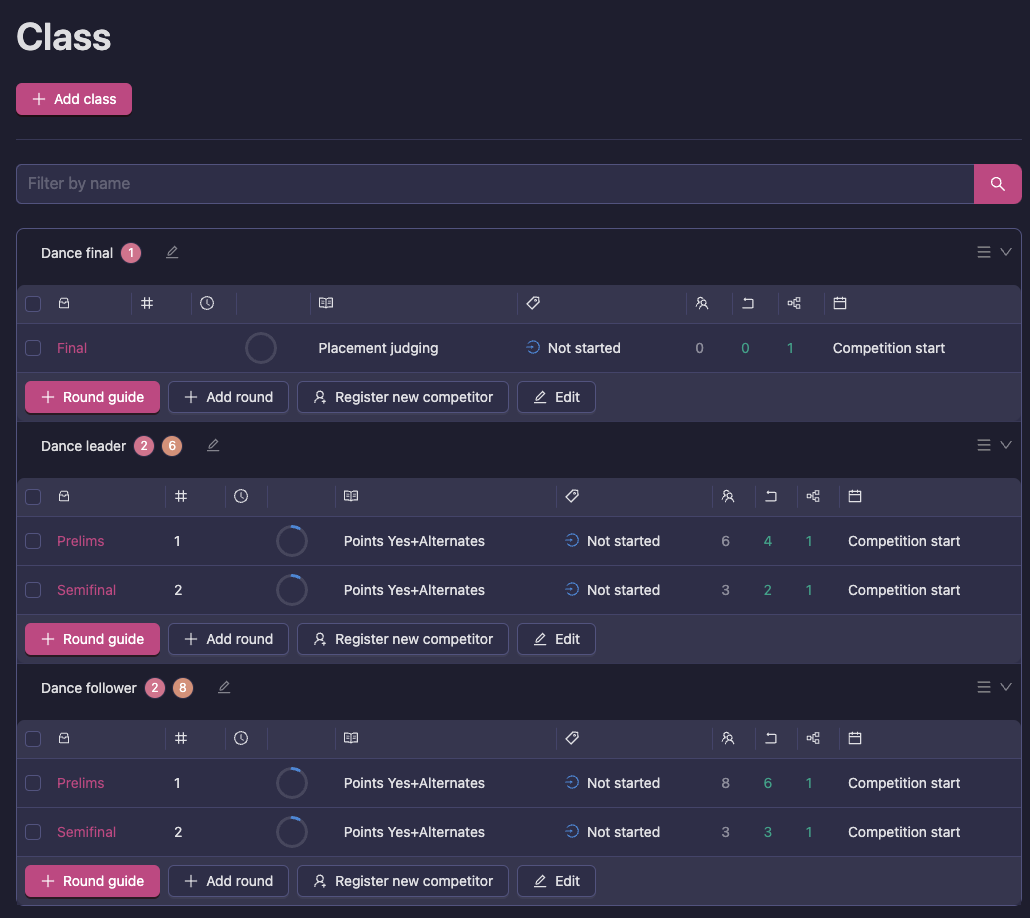 Class
Add class
Filter by name
Dance final 1
Final Placement judging Not started 0 0 1 Competition start
Round guide Add round Register new competitor Edit
Dance leader 2 6
Prelims 1 Points Yes+Alternates Not started 6 4 1 Competition start
Semifinal 2 Points Yes+Alternates Not started 3 2 1 Competition start
Round guide Add round Register new competitor Edit
Dance follower 2 8
Prelims 1 Points Yes+Alternates Not started 8 6 1 Competition start
Semifinal 2 Points Yes+Alternates Not started 3 3 1 Competition start
Round guide Add round Register new competitor Edit